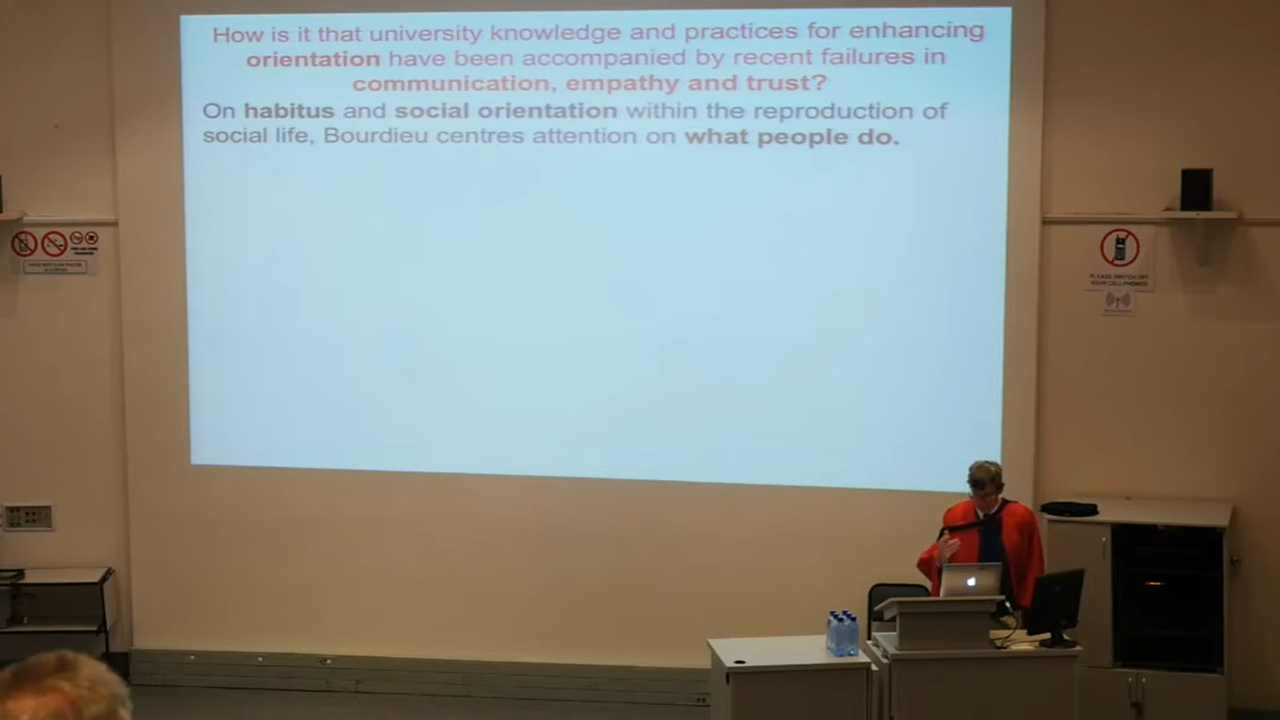 How is it that university knowledge and practices for enhancing
orientation have been accompanied by recent failures in
communication, empathy and trust?
On habitus and social orientation within the reproduction of
social life, Bourdieu centres attention on what people do.
PLEASE SWITCH OFF
YOUR CELLPHONES